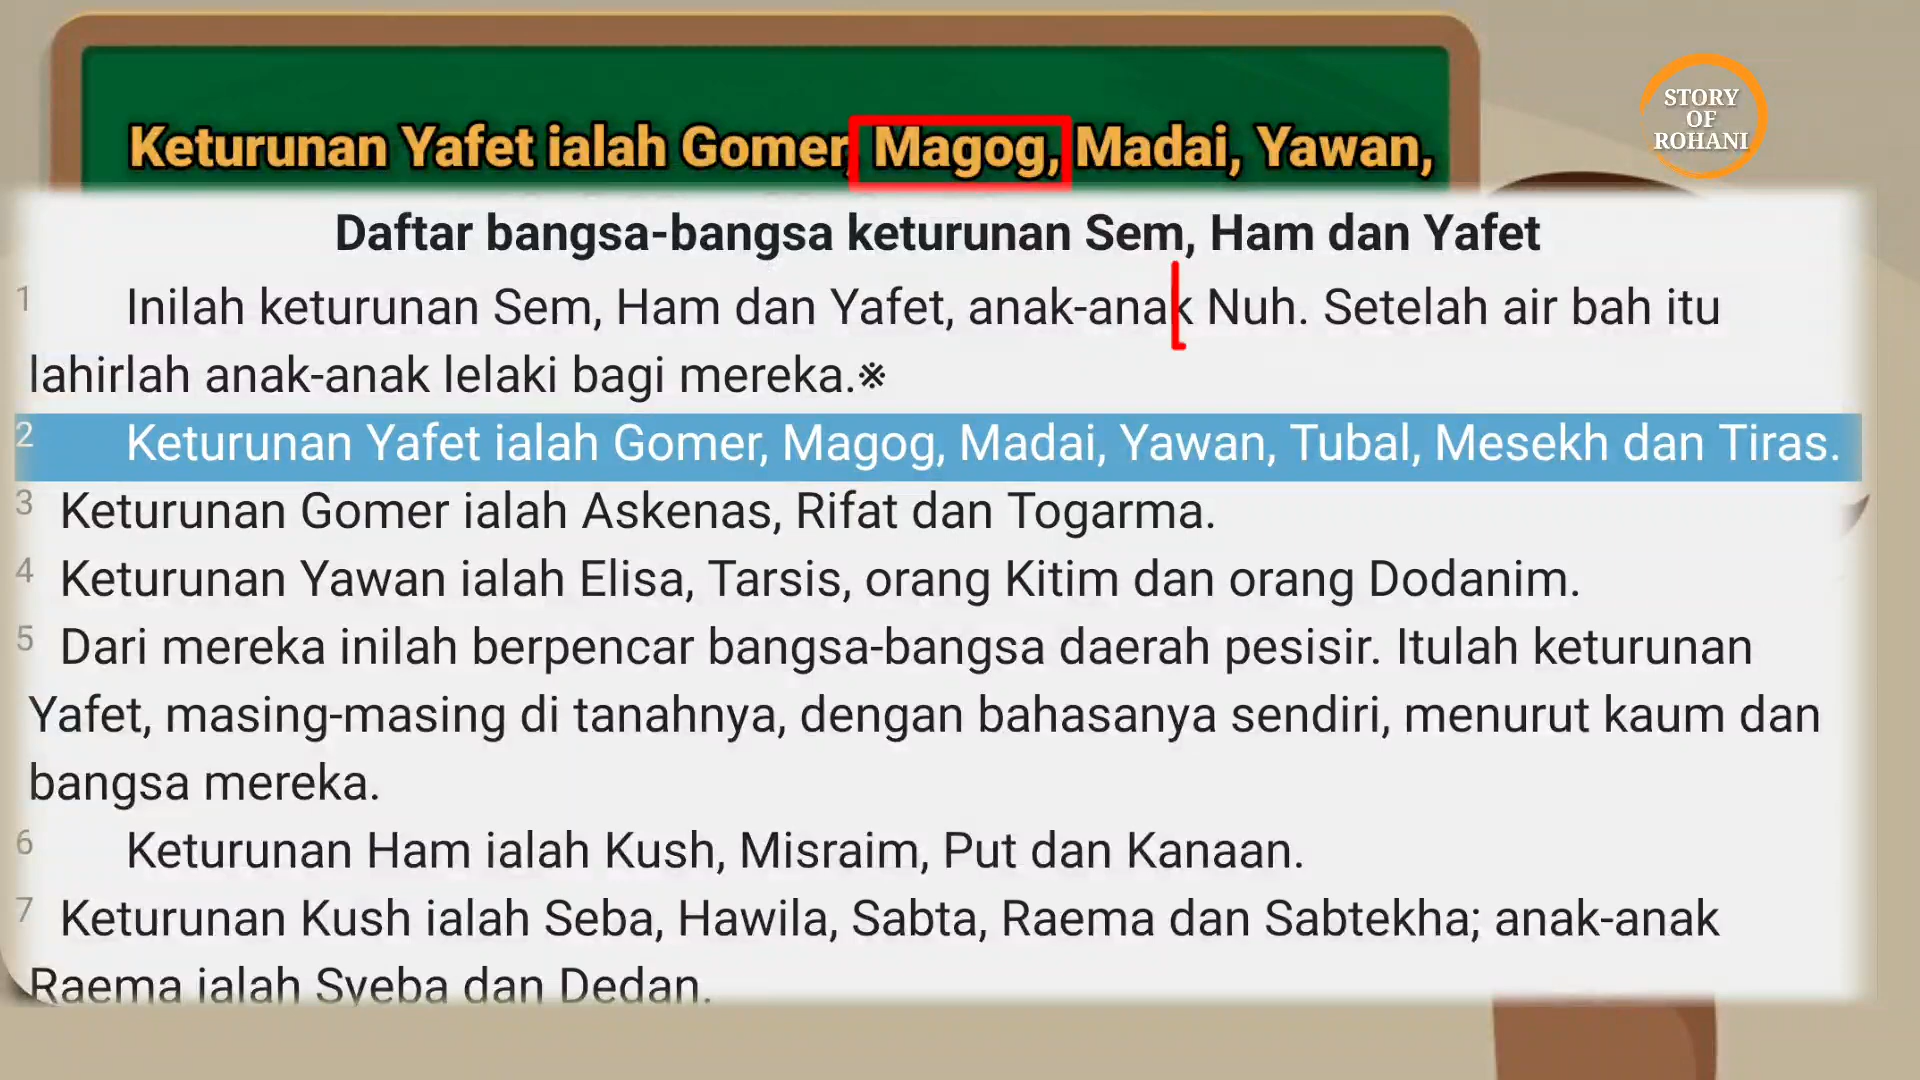 Keturunan Yafet ialah Gomer, Magog, Madai, Yawan,
STORY
OF
ROHANI
Daftar bangsa-bangsa keturunan Sem, Ham dan Yafet
1 Inilah keturunan Sem, Ham dan Yafet, anak-anak Nuh. Setelah air bah itu
lahirlah anak-anak lelaki bagi mereka.※
2 Keturunan Yafet ialah Gomer, Magog, Madai, Yawan, Tubal, Mesekh dan Tiras.
3 Keturunan Gomer ialah Askenas, Rifat dan Togarma.
4 Keturunan Yawan ialah Elisa, Tarsis, orang Kitim dan orang Dodanim.
5 Dari mereka inilah berpencar bangsa-bangsa daerah pesisir. Itulah keturunan
Yafet, masing-masing di tanahnya, dengan bahasanya sendiri, menurut kaum dan
bangsa mereka.
6 Keturunan Ham ialah Kush, Misraim, Put dan Kanaan.
7 Keturunan Kush ialah Seba, Hawila, Sabta, Raema dan Sabtekha; anak-anak
Raema ialah Syeba dan Dedan.